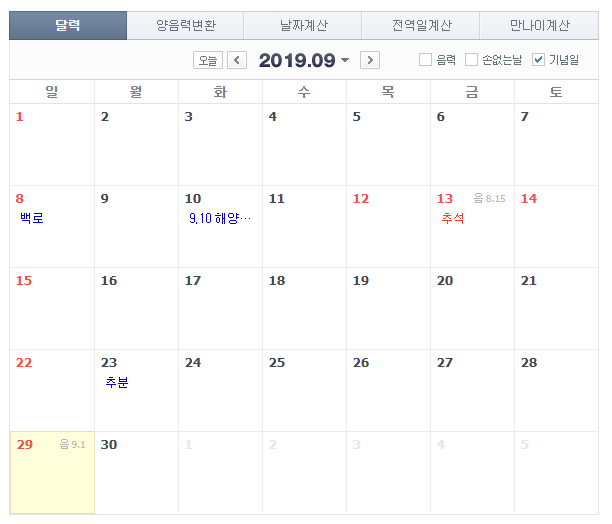 달력 양음력변환 날짜계산 전역일계산 만나이계산
오늘 2019.09 음력 손없는날 기념일
일 월 화 수 목 금 토
1 2 3 4 5 6 7
8 9 10 11 12 13 음 8.15 14
백로 9.10 해양… 추석
15 16 17 18 19 20 21
22 23 24 25 26 27 28
추분
29 음 9.1 30 1 2 3 4 5